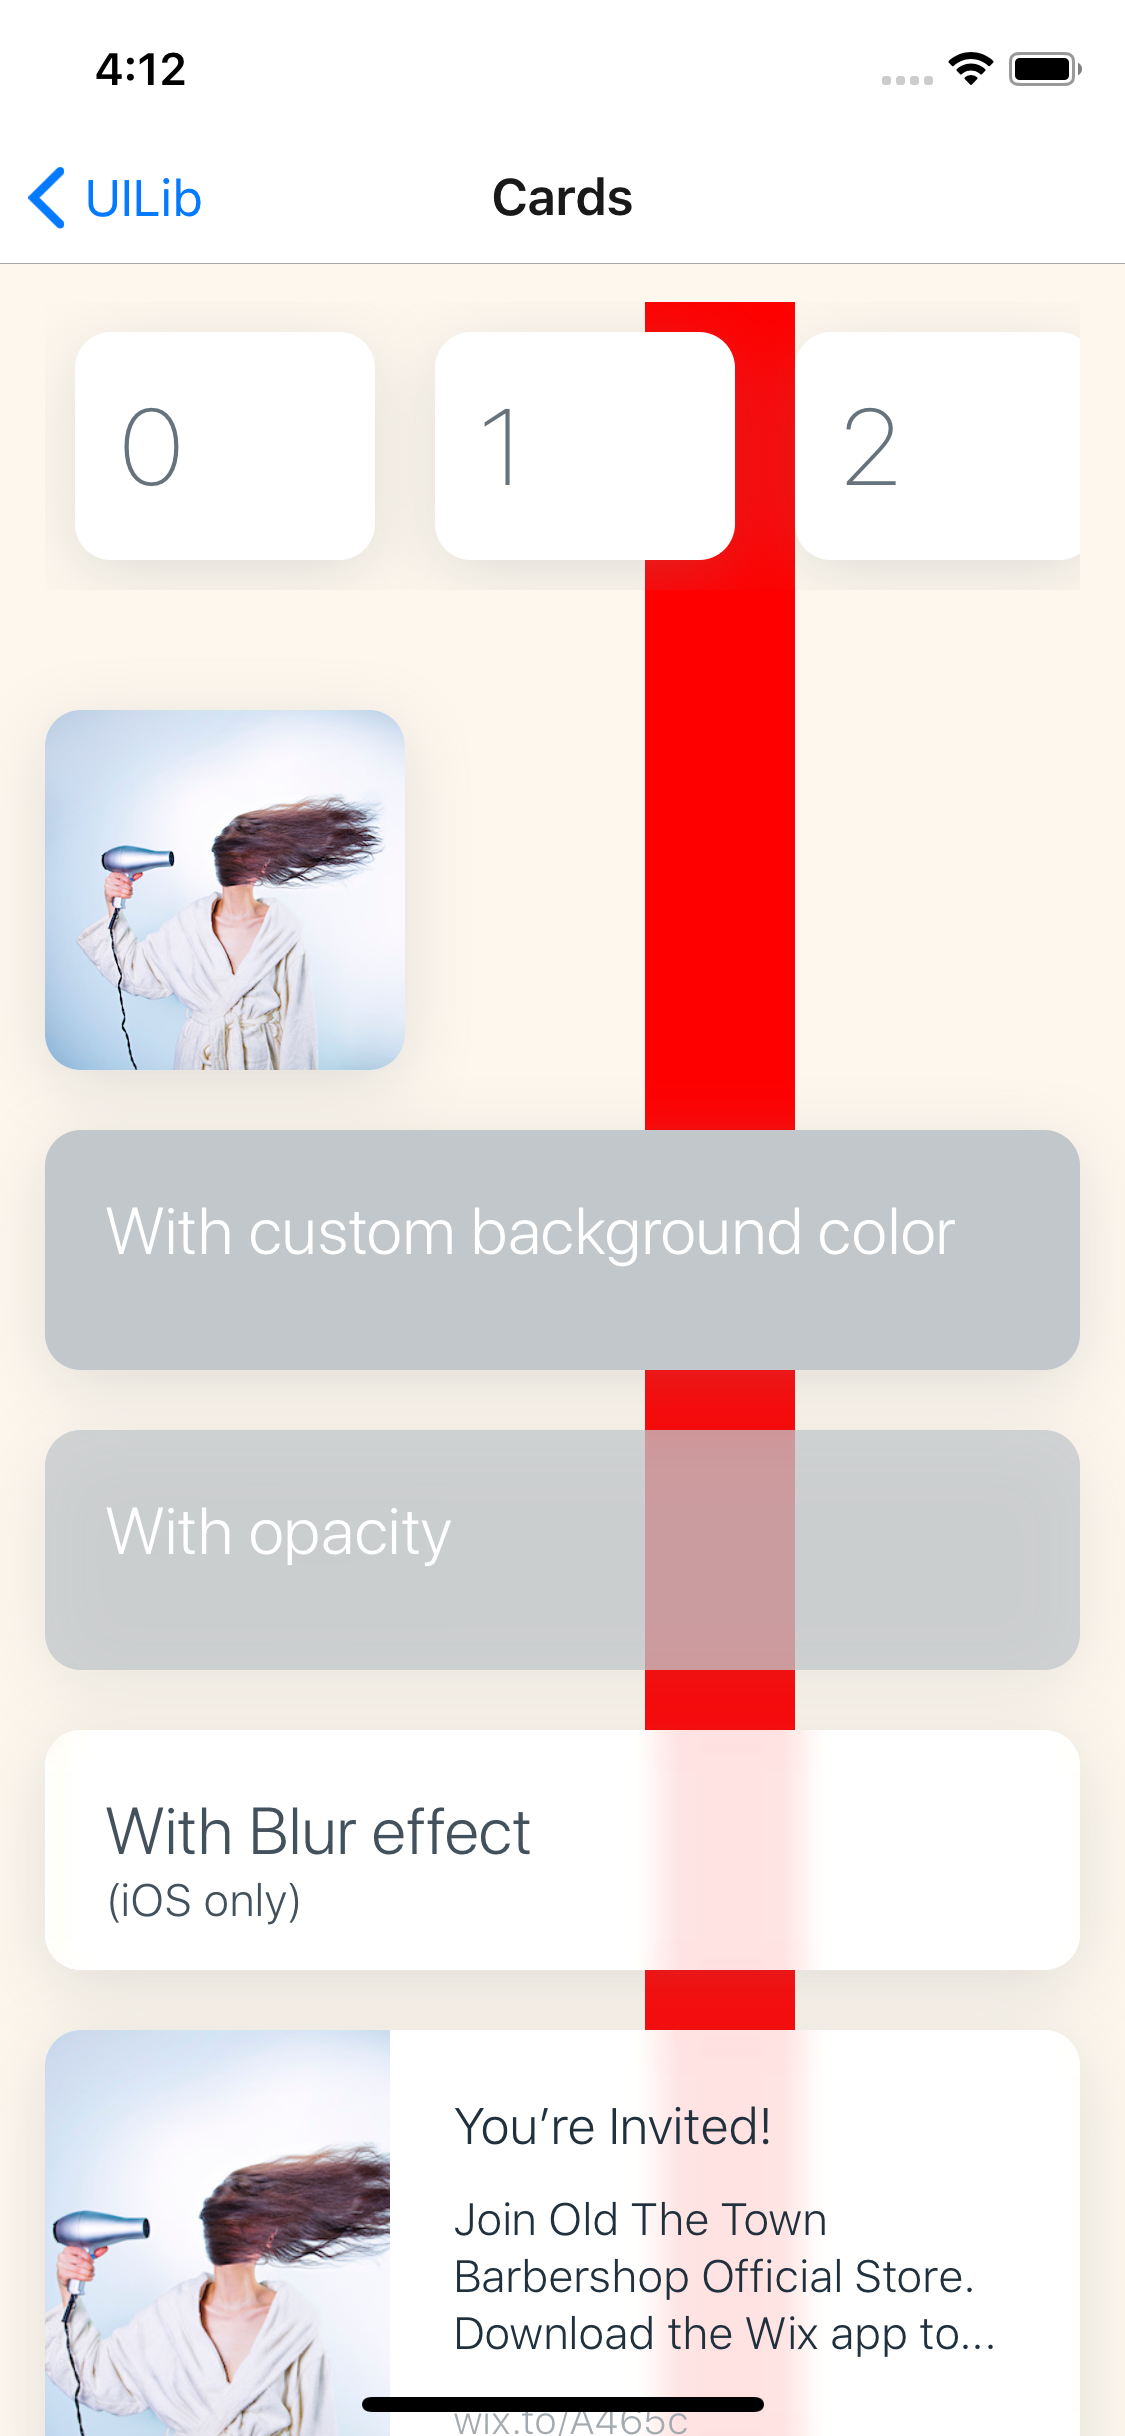 4:12
UILib
Cards
0
1
2
With custom background color
With opacity
With Blur effect
(iOS only)
You’re Invited!
Join Old The Town
Barbershop Official Store.
Download the Wix app to...
wix.to/A465c